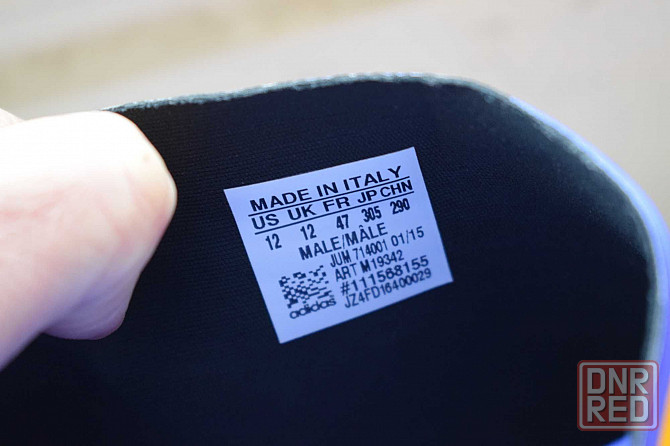 MADE IN ITALY
US UK FR JP CHN
12 12 47 305 290
MALE/MÂLE
JUM 714001 01/15
ART M19342
#111568155
JZ4FD16400029
adidas
DNR
RED